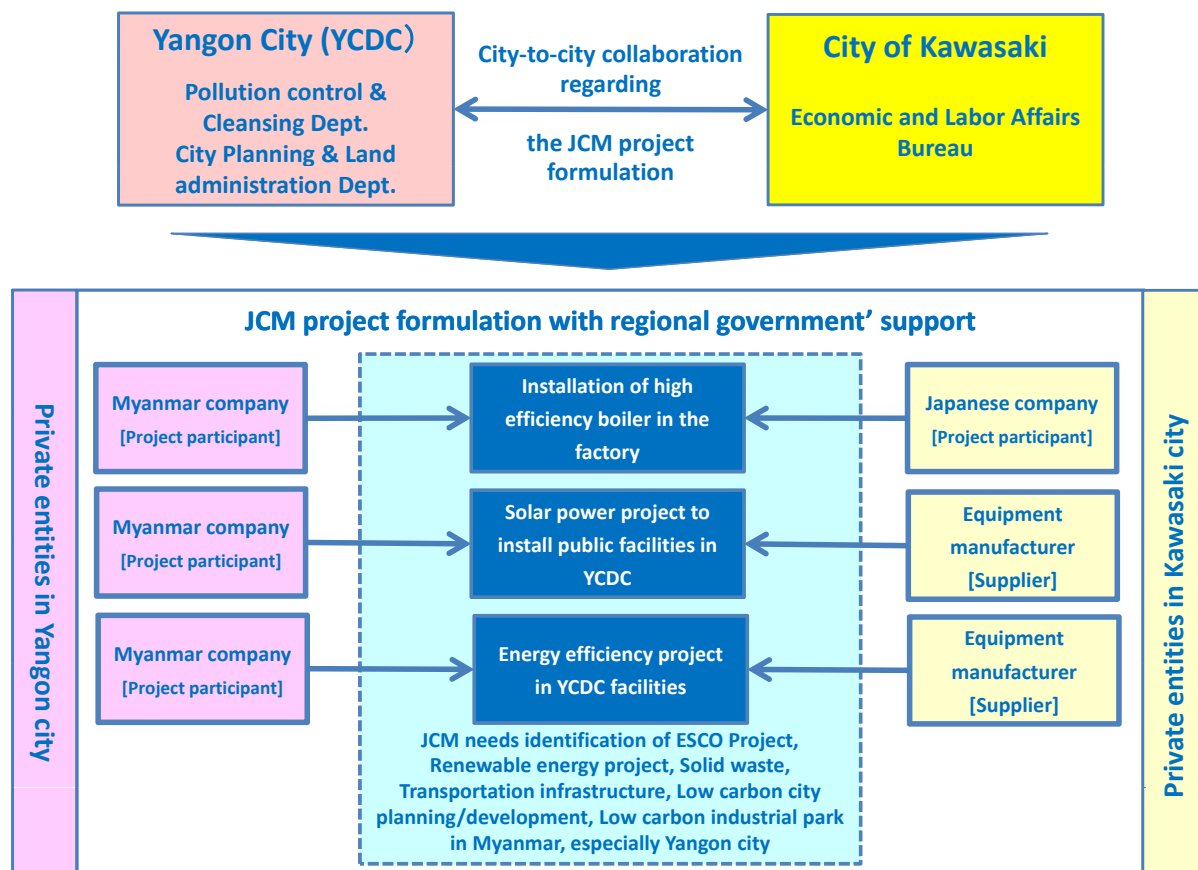 Yangon City (YCDC）
Pollution control &
Cleansing Dept.
City Planning & Land
administration Dept.
City-to-city collaboration
regarding
the JCM project
formulation
City of Kawasaki
Economic and Labor Affairs
Bureau
JCM project formulation with regional government’ support
Private entities in Yangon city
Myanmar company
[Project participant]
Installation of high
efficiency boiler in the
factory
Japanese company
[Project participant]
Myanmar company
[Project participant]
Solar power project to
install public facilities in
YCDC
Equipment
manufacturer
[Supplier]
Myanmar company
[Project participant]
Energy efficiency project
in YCDC facilities
Equipment
manufacturer
[Supplier]
JCM needs identification of ESCO Project,
Renewable energy project, Solid waste,
Transportation infrastructure, Low carbon city
planning/development, Low carbon industrial park
in Myanmar, especially Yangon city
Private entities in Kawasaki city